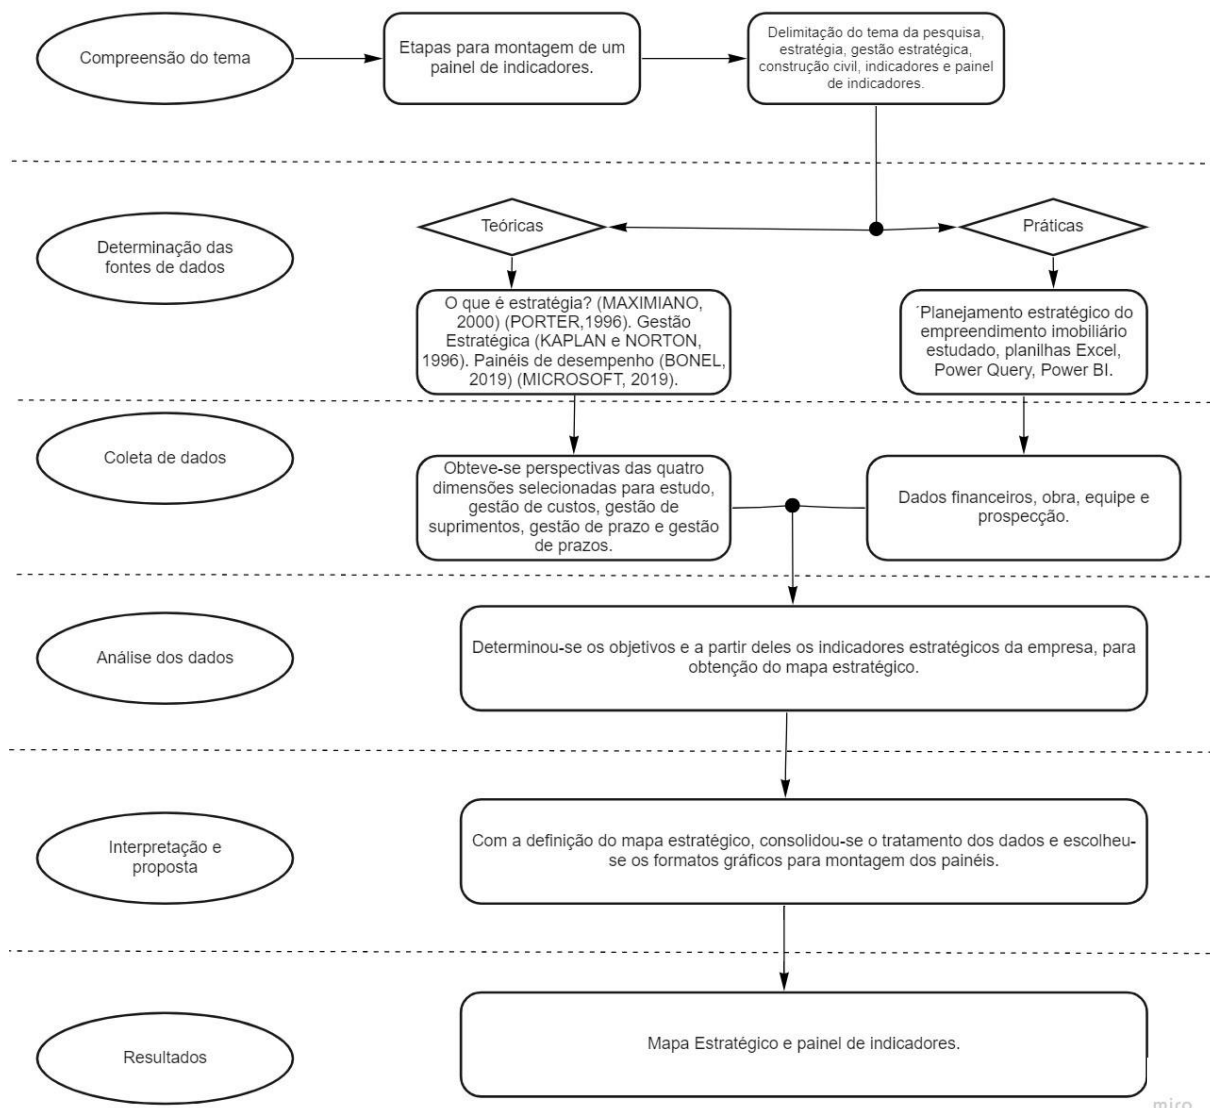 Compreensão do tema
Etapas para montagem de um
painel de indicadores.
Delimitação do tema da pesquisa,
estratégia, gestão estratégica,
construção civil, indicadores e painel
de indicadores.
Determinação das
fontes de dados
Teóricas
Práticas
O que é estratégia? (MAXIMIANO,
2000) (PORTER,1996). Gestão
Estratégica (KAPLAN e NORTON,
1996). Painéis de desempenho (BONEL,
2019) (MICROSOFT, 2019).
´Planejamento estratégico do
empreendimento imobiliário
estudado, planilhas Excel,
Power Query, Power BI.
Coleta de dados
Obteve-se perspectivas das quatro
dimensões selecionadas para estudo,
gestão de custos, gestão de
suprimentos, gestão de prazo e gestão
de prazos.
Dados financeiros, obra, equipe e
prospecção.
Análise dos dados
Determinou-se os objetivos e a partir deles os indicadores estratégicos da empresa, para
obtenção do mapa estratégico.
Interpretação e
proposta
Com a definição do mapa estratégico, consolidou-se o tratamento dos dados e escolheu-
se os formatos gráficos para montagem dos painéis.
Resultados
Mapa Estratégico e painel de indicadores.
miro